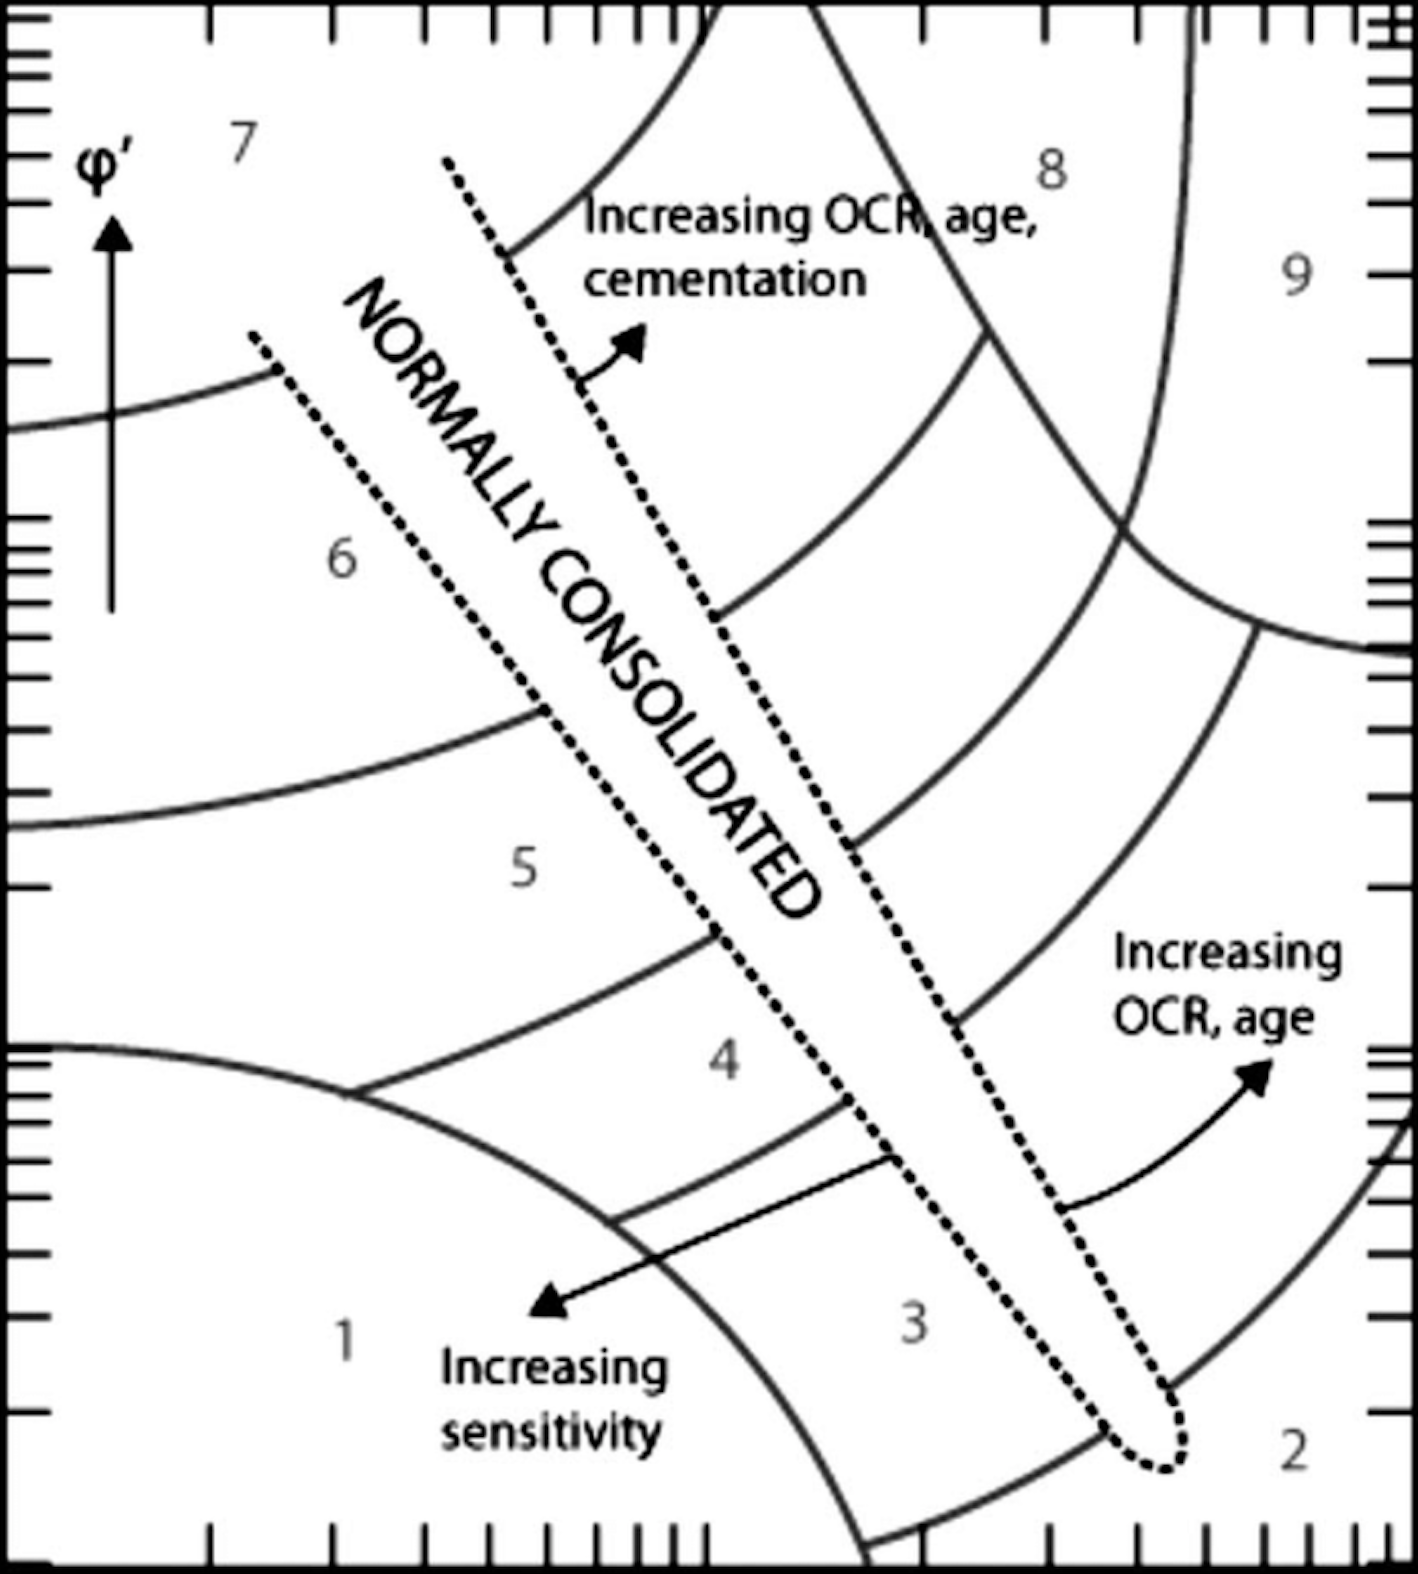 7
φ′
8
Increasing OCR, age,
cementation
9
NORMALLY CONSOLIDATED
6
5
Increasing
OCR, age
4
3
1
Increasing
sensitivity
2